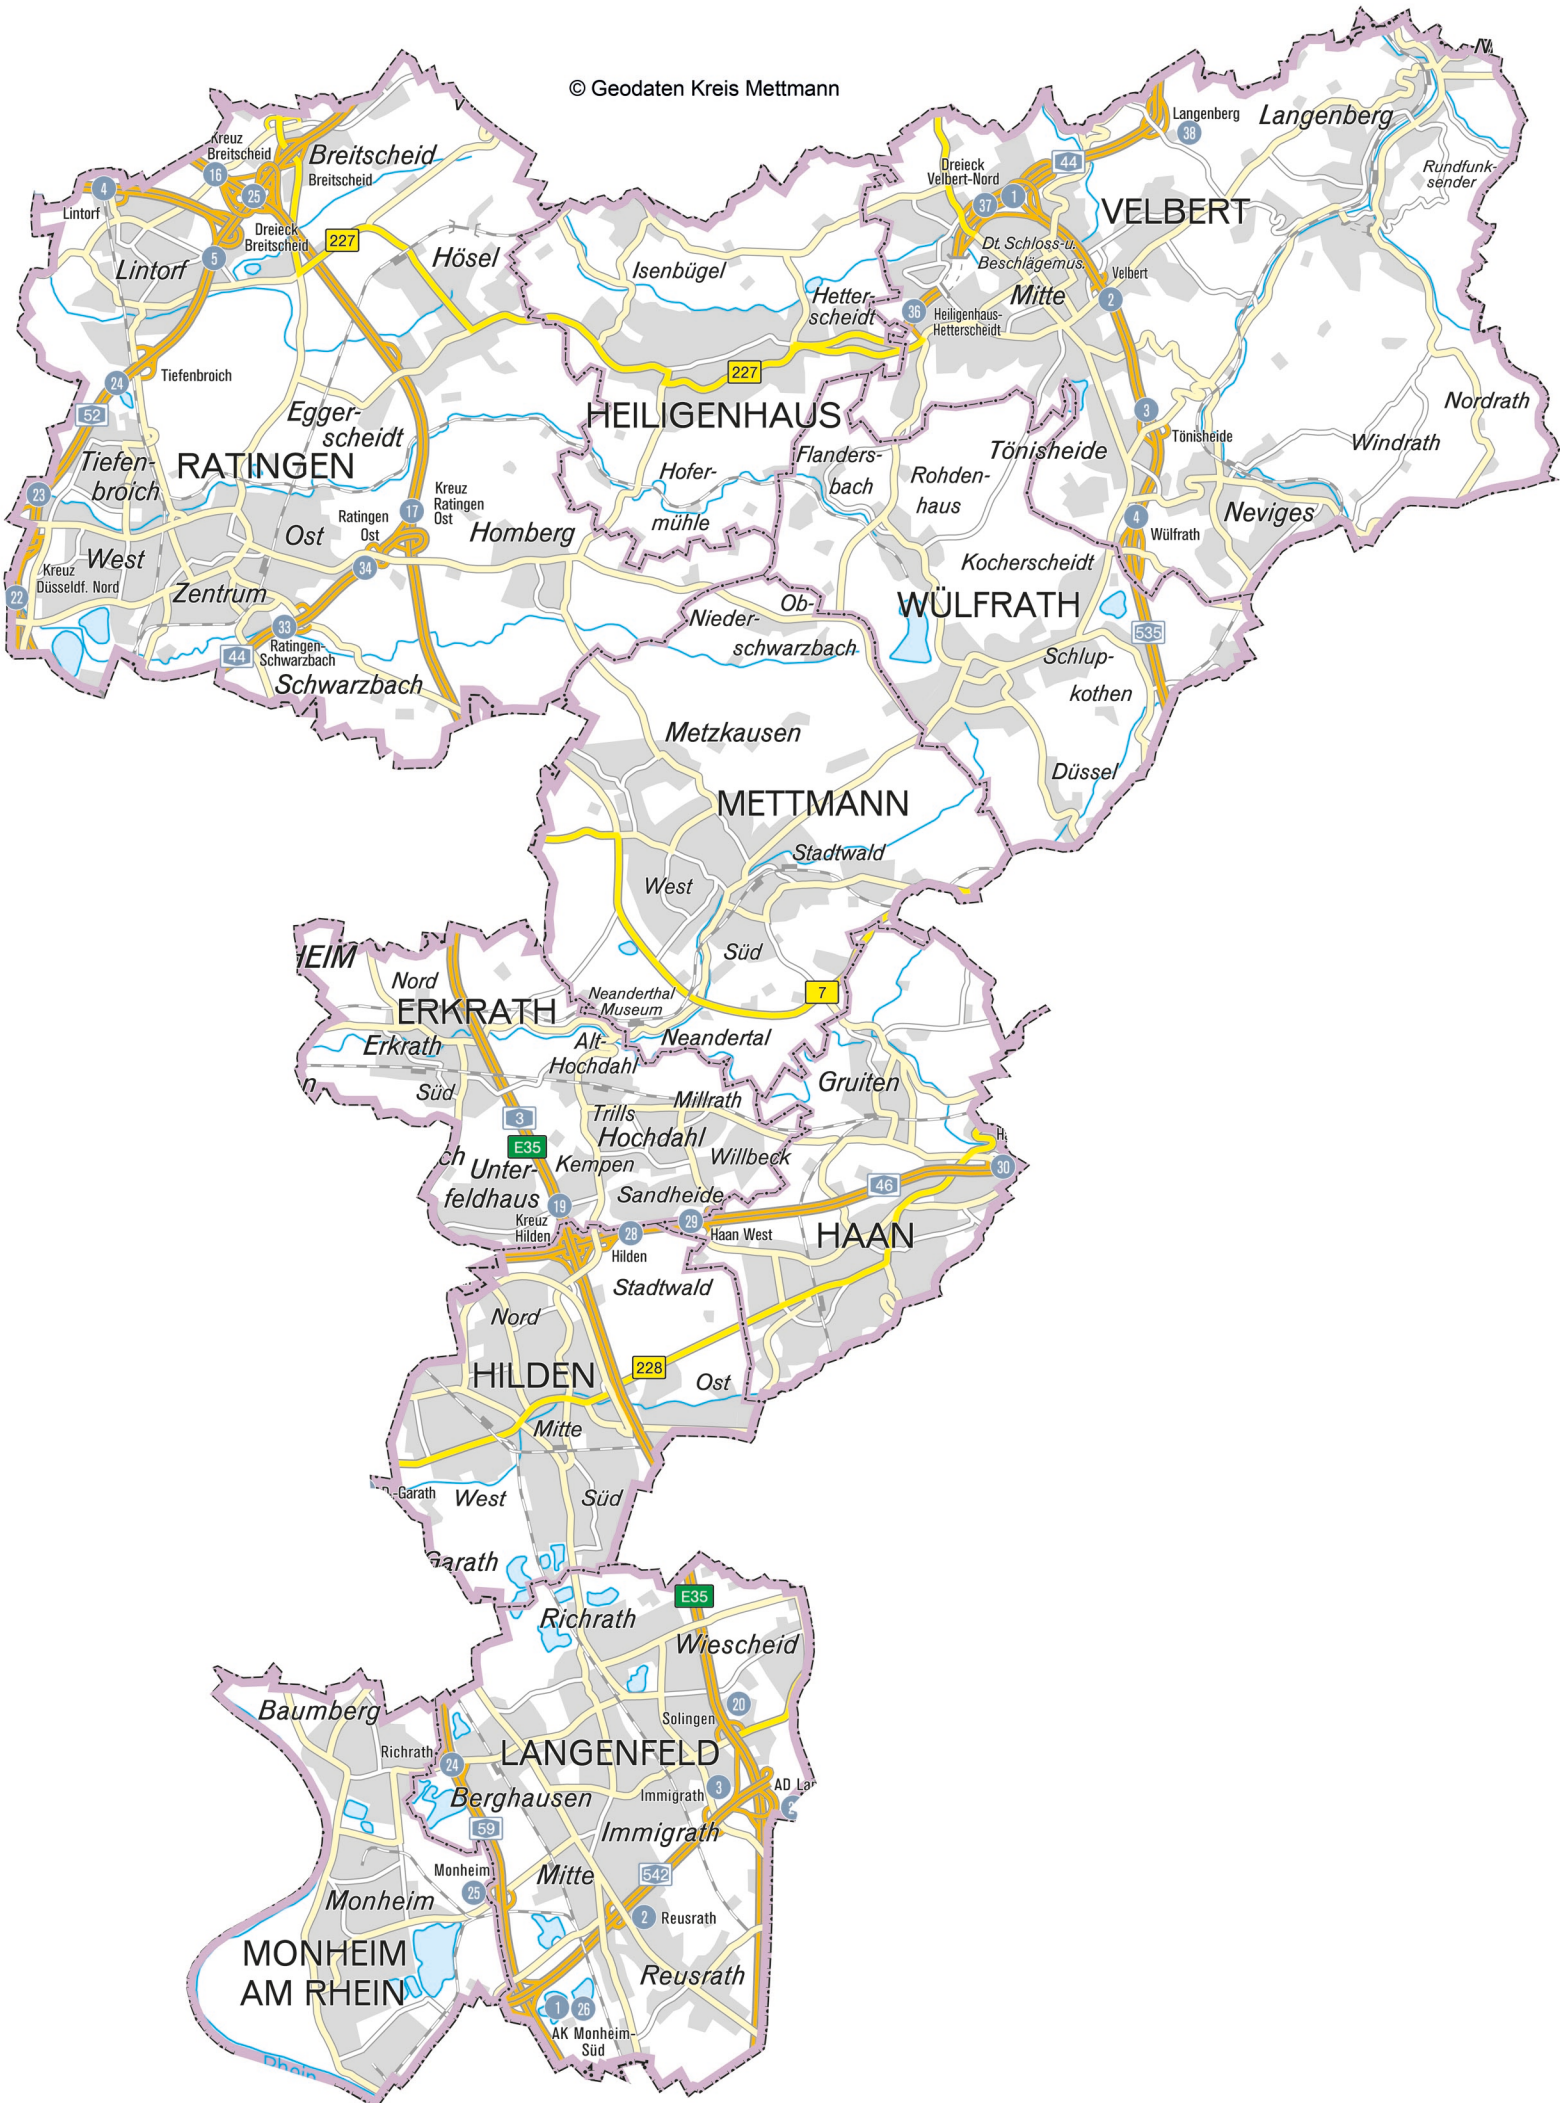 © Geodaten Kreis Mettmann
Kreuz
Breitscheid
16
25
Breitscheid
Breitscheid
4
Lintorf
Dreieck
Breitscheid
5
227
Lintorf
Hösel
24
Tiefenbroich
52
Egger-
scheidt
Tiefen-
broich
RATINGEN
23
17
Kreuz
Ratingen
Ost
Ratingen
Ost
Ost
Homberg
West
34
22
Kreuz
Düsseldf. Nord
Zentrum
33
Ratingen-
Schwarzbach
44
Schwarzbach
Isenbügel
Hetter-
scheidt
227
HEILIGENHAUS
Hofer-
mühle
Langenberg
38
Langenberg
Rundfunk-
sender
44
Dreieck
Velbert-Nord
37
1
VELBERT
Dt. Schloss-u.
Beschlägemus.
Velbert
2
Mitte
36
Heiligenhaus-
Hetterscheidt
3
Tönisheide
Tönisheide
Nordrath
Windrath
4
Wülfrath
Neviges
Flanders-
bach
Rohden-
haus
Kocherscheidt
WÜLFRATH
535
Schlup-
kothen
Düssel
Ob-
Nieder-
schwarzbach
Metzkausen
METTMANN
Stadtwald
West
Süd
7
Neanderthal
Museum
Neandertal
HEIM
Nord
ERKRATH
Erkrath
Alt-
Hochdahl
Süd
3
E35
Trills
Millrath
Hochdahl
Willbeck
Kempen
Unter-
feldhaus
Sandheide
19
Kreuz
Hilden
28
Hilden
29
Haan West
Gruiten
30
46
HAAN
Stadtwald
Nord
HILDEN
228
Ost
Mitte
-Garath
West
Süd
Garath
E35
Richrath
Wiescheid
20
Solingen
Baumberg
Richrath
24
LANGENFELD
3
Immigrath
AD Lan
Berghausen
59
Immigrath
542
Monheim
25
Mitte
Monheim
2
Reusrath
MONHEIM
AM RHEIN
Reusrath
1
26
AK Monheim-
Süd
Rhein